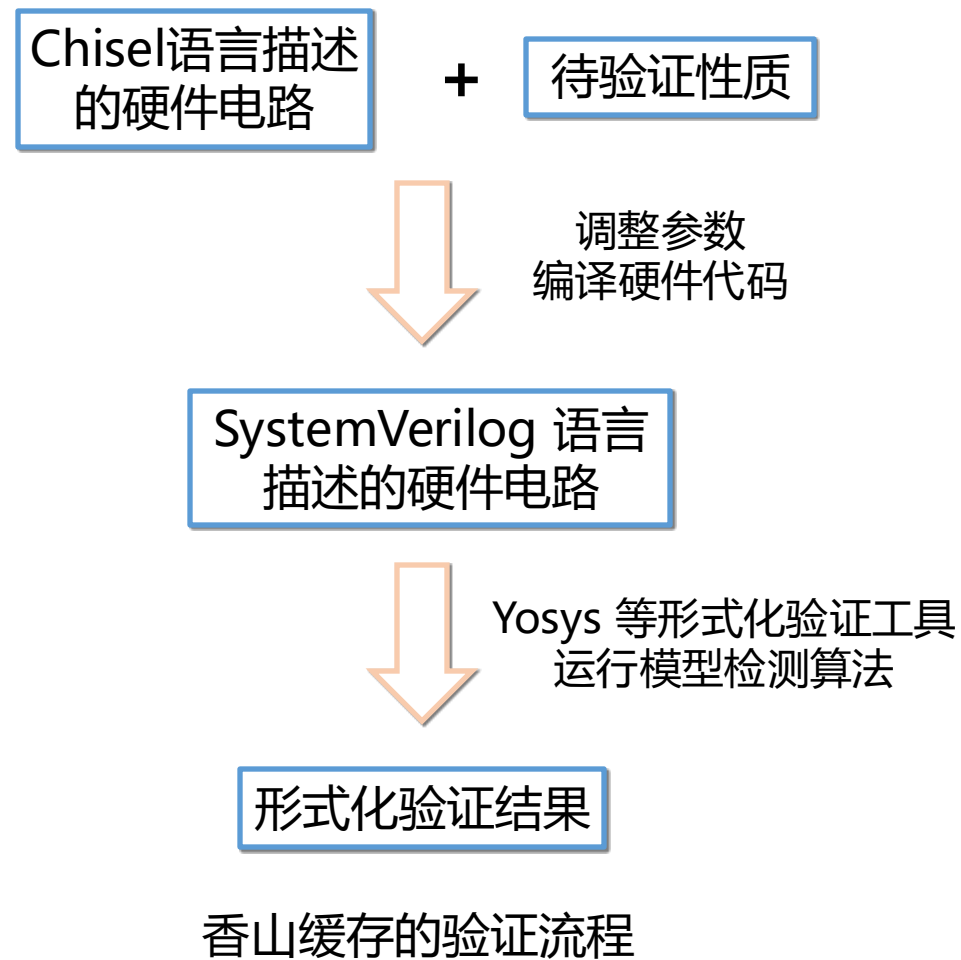 Chisel语言描述
的硬件电路
+
待验证性质
调整参数
编译硬件代码
SystemVerilog 语言
描述的硬件电路
Yosys 等形式化验证工具
运行模型检测算法
形式化验证结果
香山缓存的验证流程